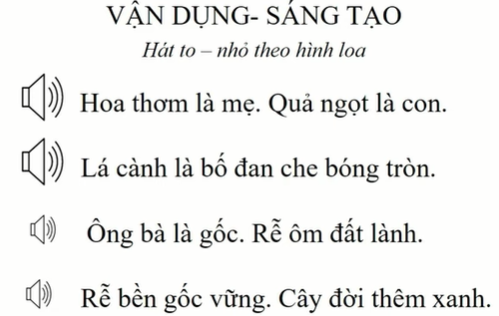 VẬN DỤNG- SÁNG TẠO
Hát to – nhỏ theo hình loa
Hoa thơm là mẹ. Quả ngọt là con.
Lá cành là bố đan che bóng tròn.
Ông bà là gốc. Rễ ôm đất lành.
Rễ bền gốc vững. Cây đời thêm xanh.